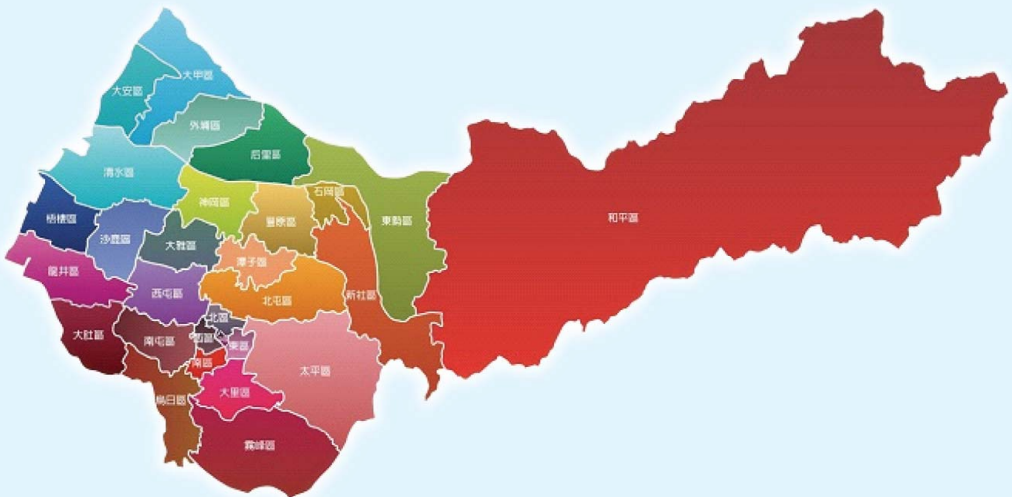 大甲區
大安區
外埔區
后里區
清水區
石岡區
神岡區
豐原區
東勢區
和平區
梧棲區
沙鹿區
大雅區
潭子區
龍井區
西屯區
北屯區
新社區
北區
大肚區
南屯區
西區
東區
南區
太平區
大里區
烏日區
霧峰區